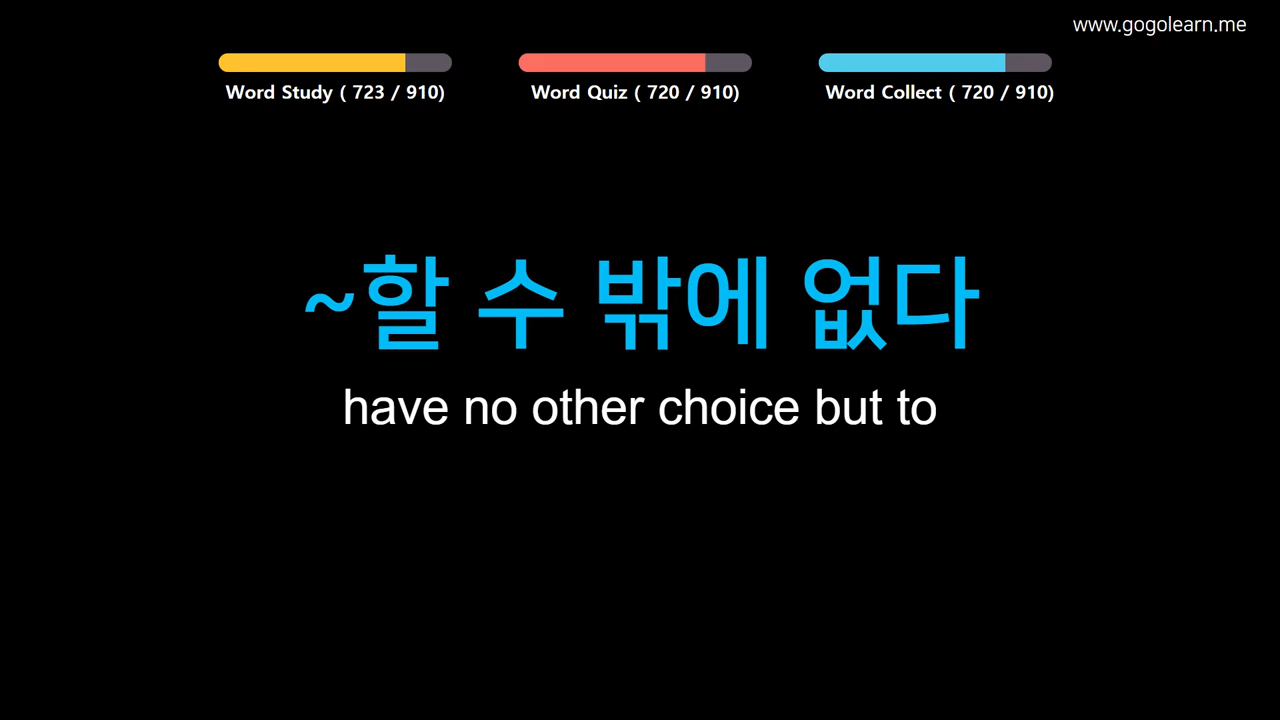 www.gogolearn.me
Word Study ( 723 / 910)
Word Quiz ( 720 / 910)
Word Collect ( 720 / 910)
~할 수 밖에 없다
have no other choice but to